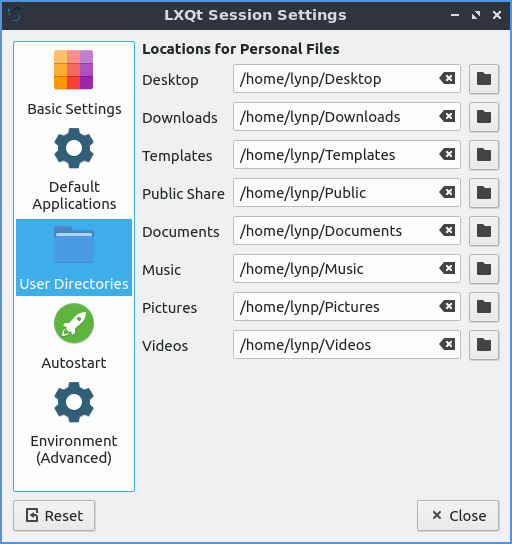 LXQt Session Settings
Basic Settings
Default
Applications
User Directories
Autostart
Environment
(Advanced)
Locations for Personal Files
Desktop /home/lynp/Desktop
Downloads /home/lynp/Downloads
Templates /home/lynp/Templates
Public Share /home/lynp/Public
Documents /home/lynp/Documents
Music /home/lynp/Music
Pictures /home/lynp/Pictures
Videos /home/lynp/Videos
Reset
Close